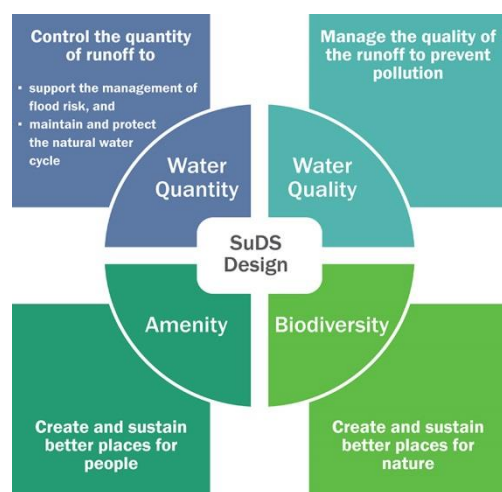 Control the quantity
of runoff to
• support the management of
flood risk, and
• maintain and protect
the natural water
cycle
Manage the quality of
the runoff to prevent
pollution
Water
Quantity
Water
Quality
SuDS
Design
Amenity
Biodiversity
Create and sustain
better places for
people
Create and sustain
better places for
nature